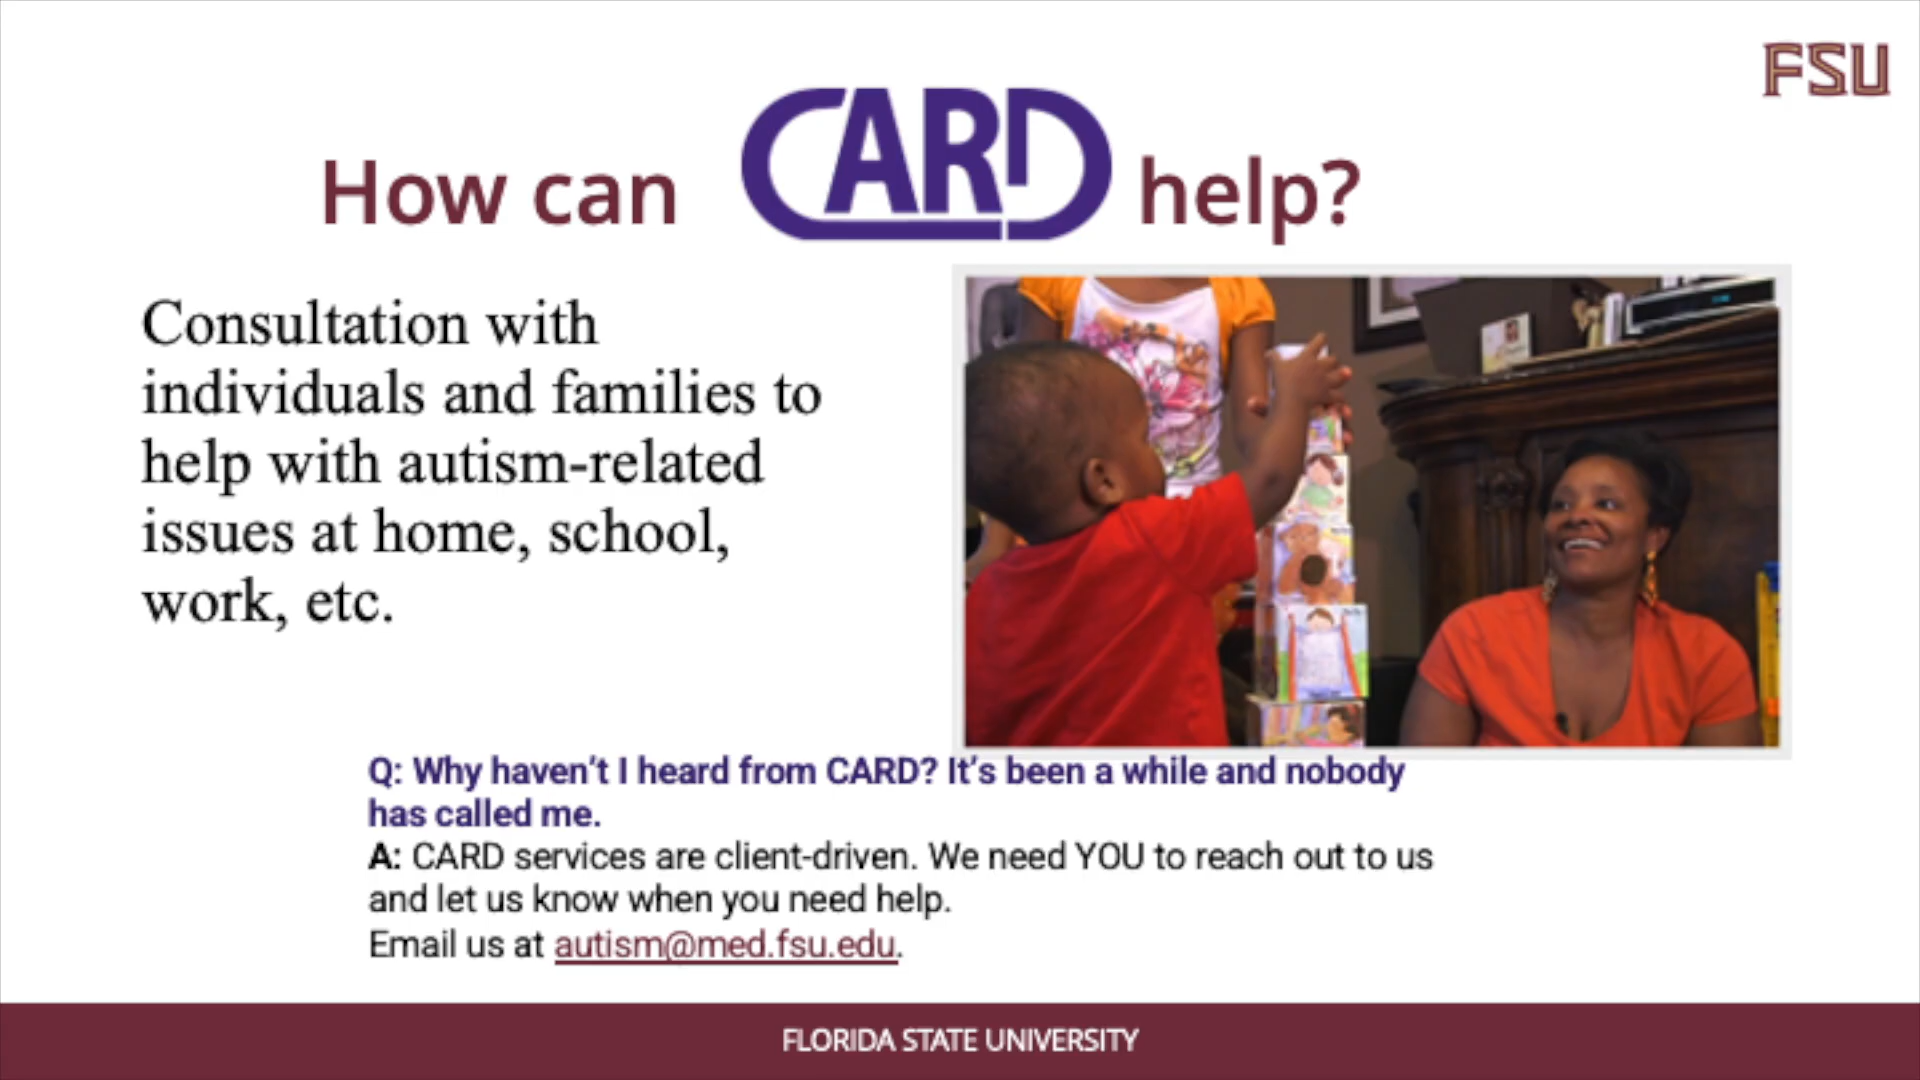 FSU
How can CARD help?
Consultation with
individuals and families to
help with autism-related
issues at home, school,
work, etc.
Q: Why haven’t I heard from CARD? It’s been a while and nobody
has called me.
A: CARD services are client-driven. We need YOU to reach out to us
and let us know when you need help.
Email us at autism@med.fsu.edu.
FLORIDA STATE UNIVERSITY